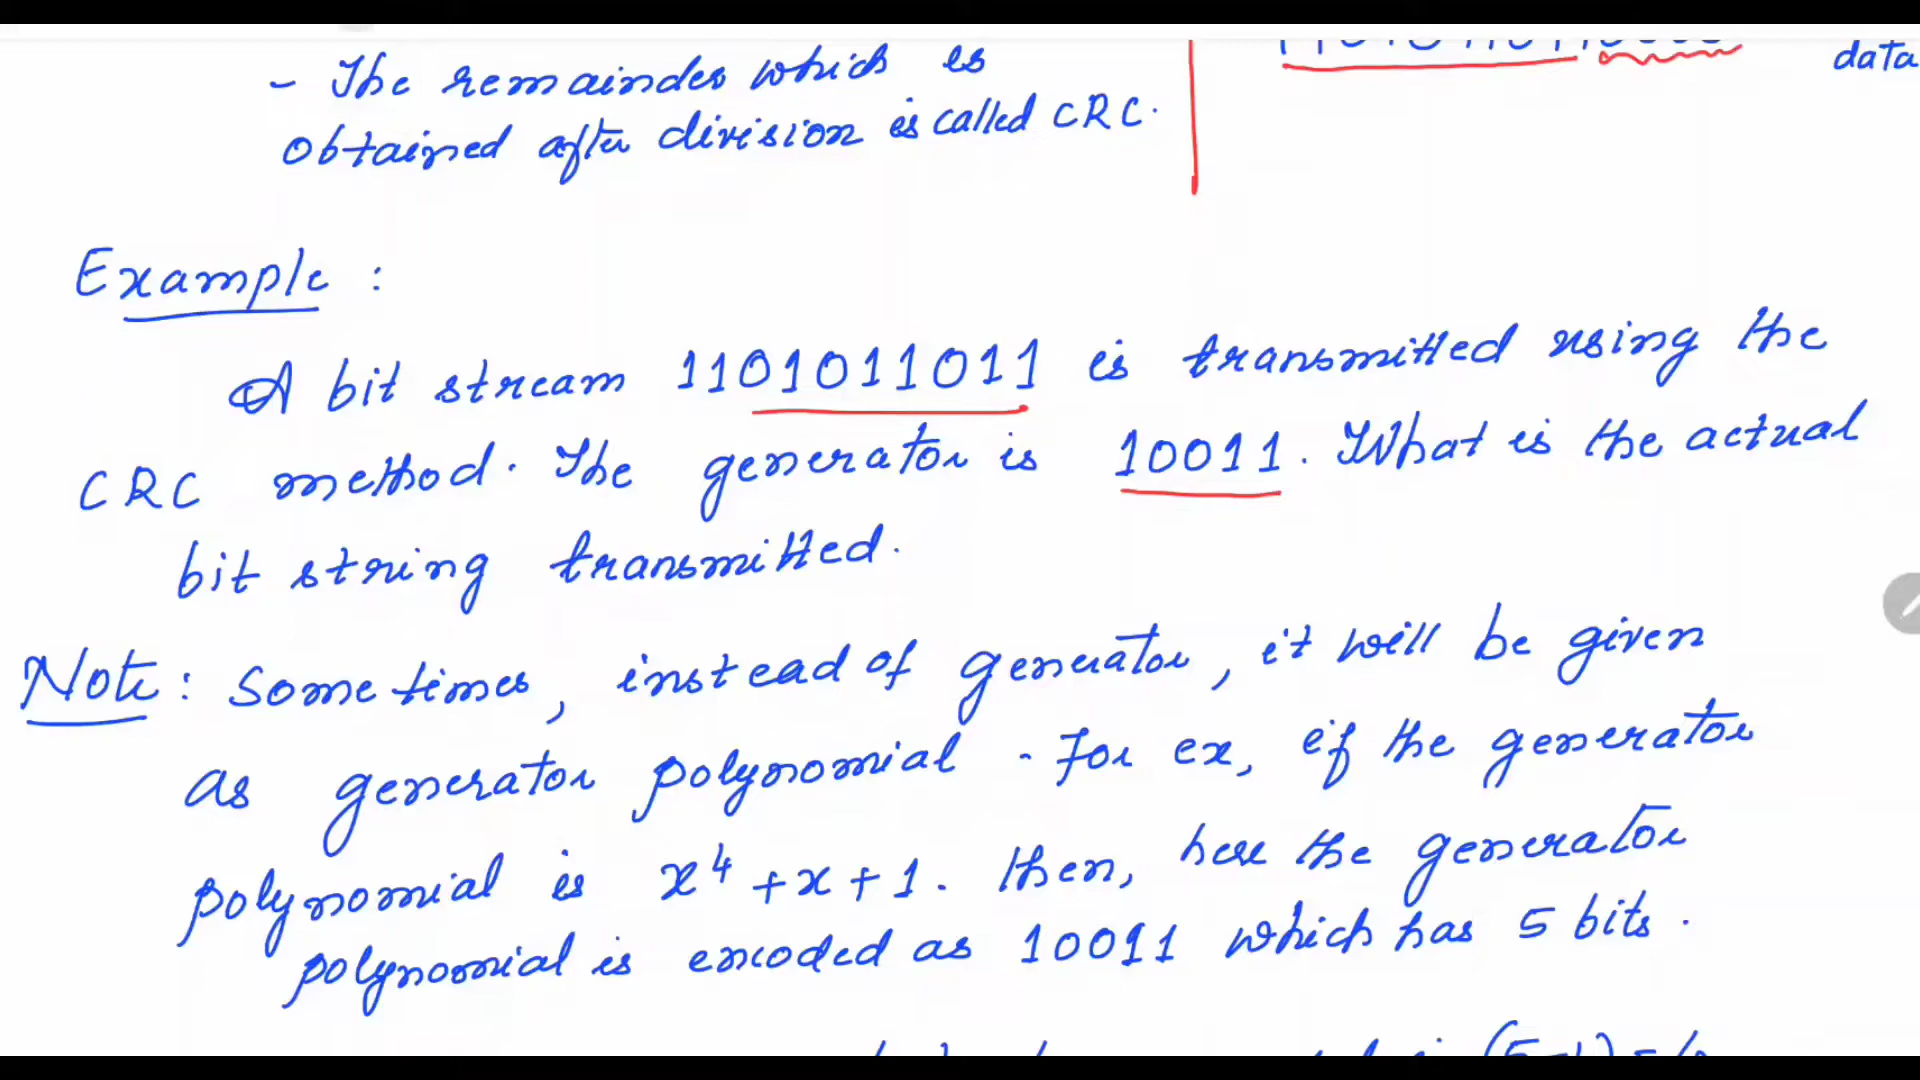 - The remainder which is
data
obtained after division is called CRC.
Example :
A bit stream 1101011011 is transmitted using the
CRC method. The generator is 10011. What is the actual
bit string transmitted.
Note : Sometimes, instead of generator, it will be given
as generator polynomial. For ex, if the generator
polynomial is x⁴ + x + 1. Then, here the generator
polynomial is encoded as 10011 which has 5 bits.